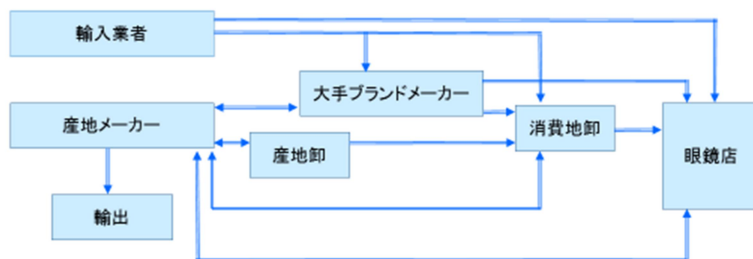 輸入業者
大手ブランドメーカー
産地メーカー
消費地卸
産地卸
眼鏡店
輸出